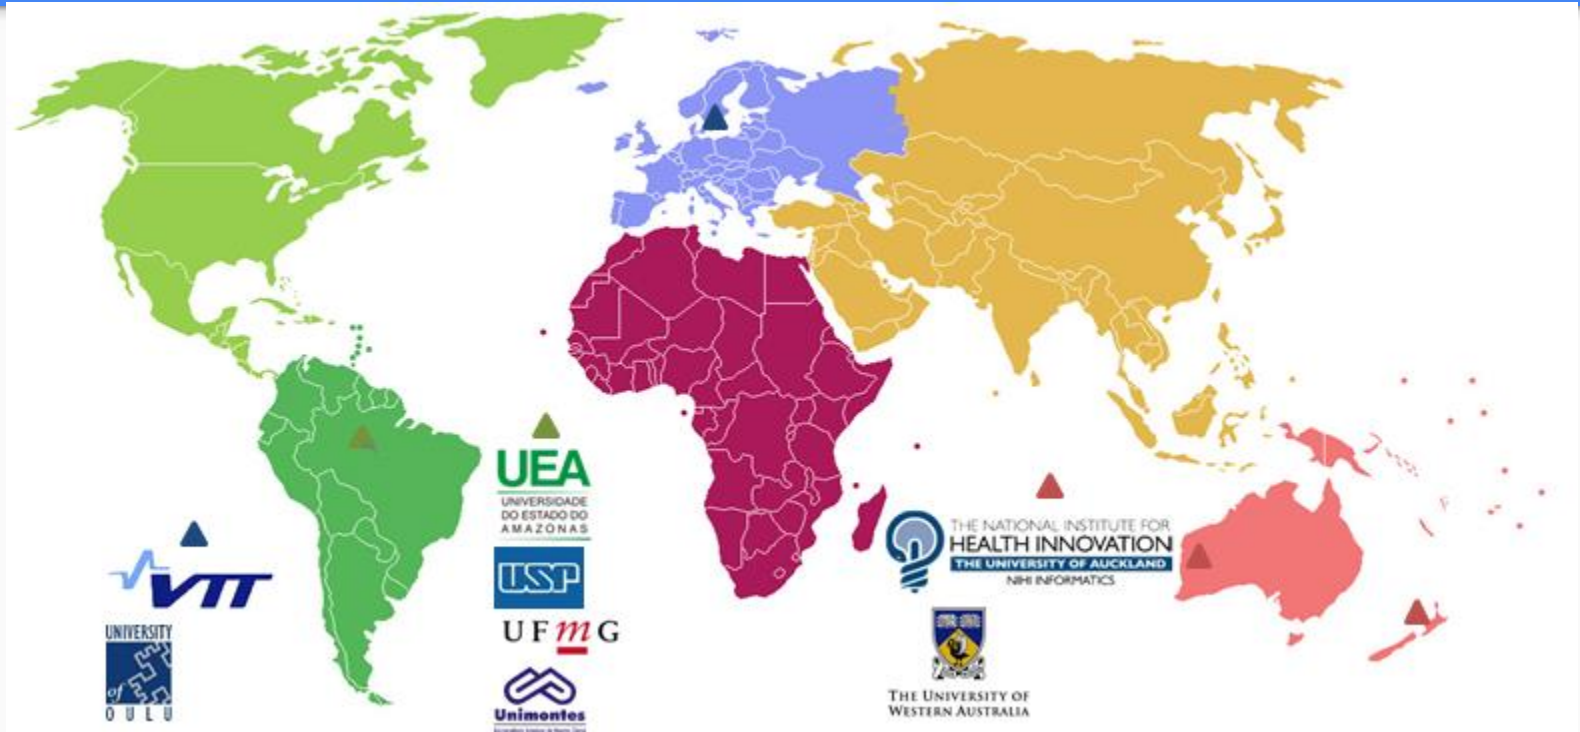 UEA
UNIVERSIDADE
DO ESTADO DO
AMAZONAS
VTT
USP
UFmG
UNIVERSITY
of
OULU
Unimontes
THE NATIONAL INSTITUTE FOR
HEALTH INNOVATION
THE UNIVERSITY OF AUCKLAND
NIHI INFORMATICS
THE UNIVERSITY OF
WESTERN AUSTRALIA